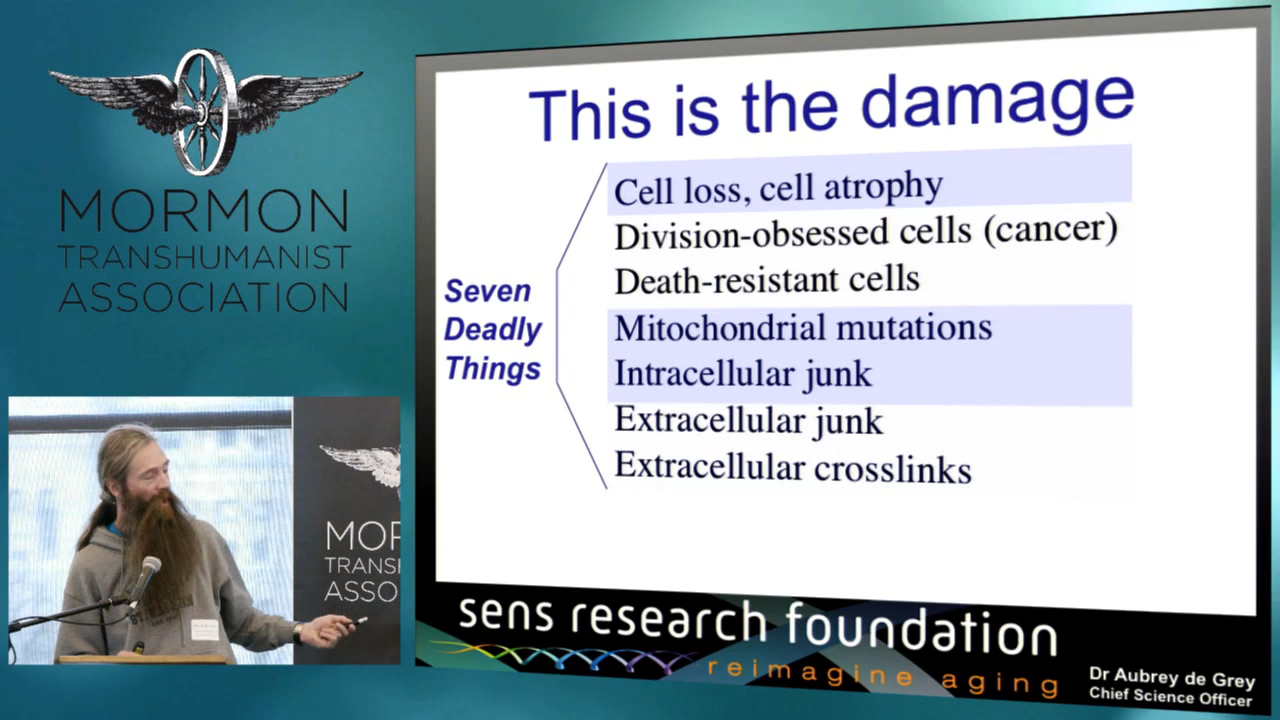 MORMON
TRANSHUMANIST
ASSOCIATION
This is the damage
Seven
Deadly
Things
Cell loss, cell atrophy
Division-obsessed cells (cancer)
Death-resistant cells
Mitochondrial mutations
Intracellular junk
Extracellular junk
Extracellular crosslinks
MOR
TRANS
ASSO
sens research foundation
reimagine aging
Dr Aubrey de Grey
Chief Science Officer